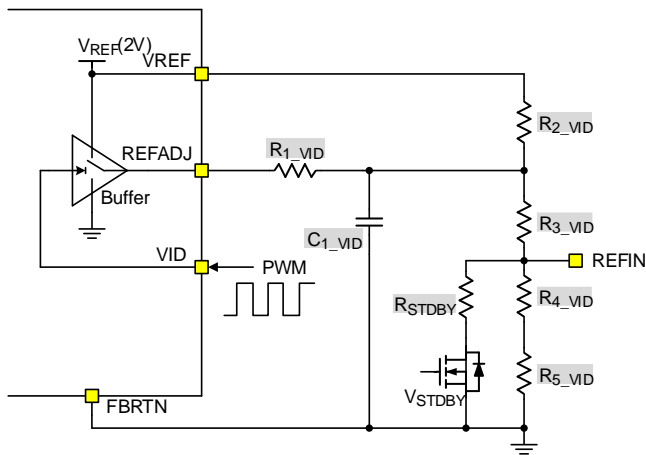 VREF(2V)
VREF
REFADJ
Buffer
VID
PWM
FBRTN
R1_VID
C1_VID
R2_VID
R3_VID
REFIN
RSTDBY
R4_VID
VSTDBY
R5_VID